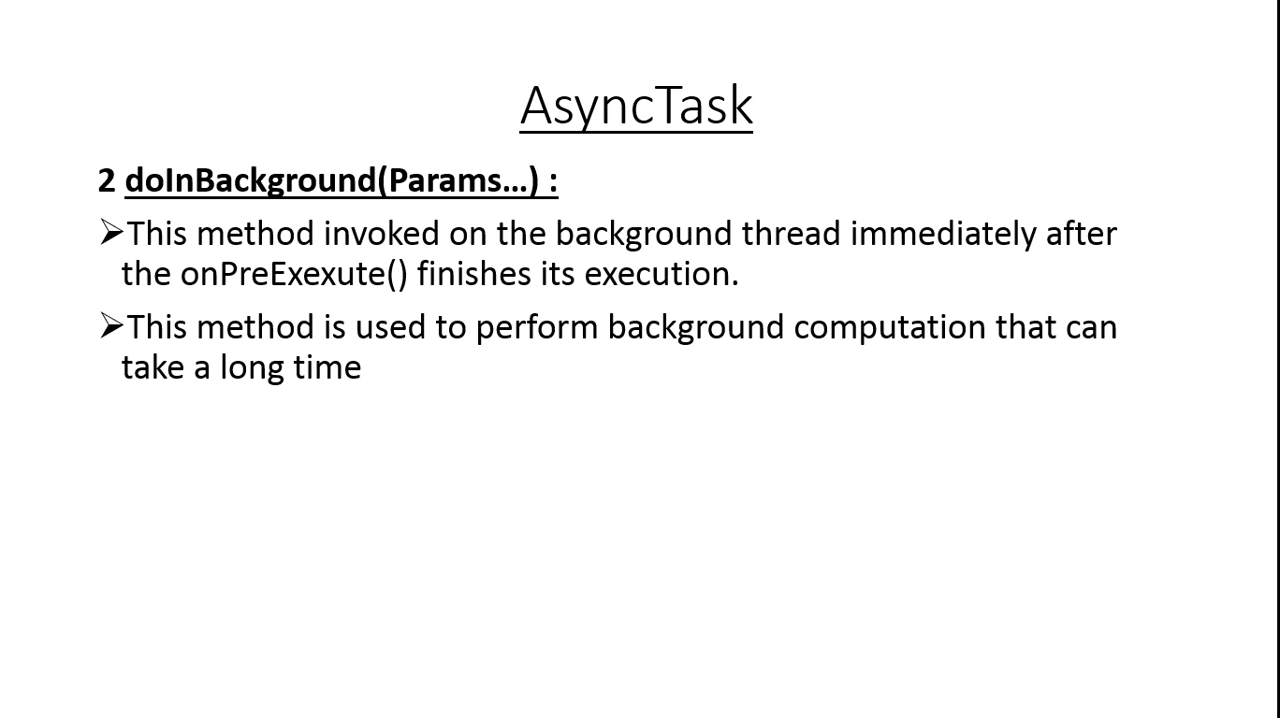 AsyncTask
2 doInBackground(Params...) :
➢This method invoked on the background thread immediately after
the onPreExexute() finishes its execution.
➢This method is used to perform background computation that can
take a long time